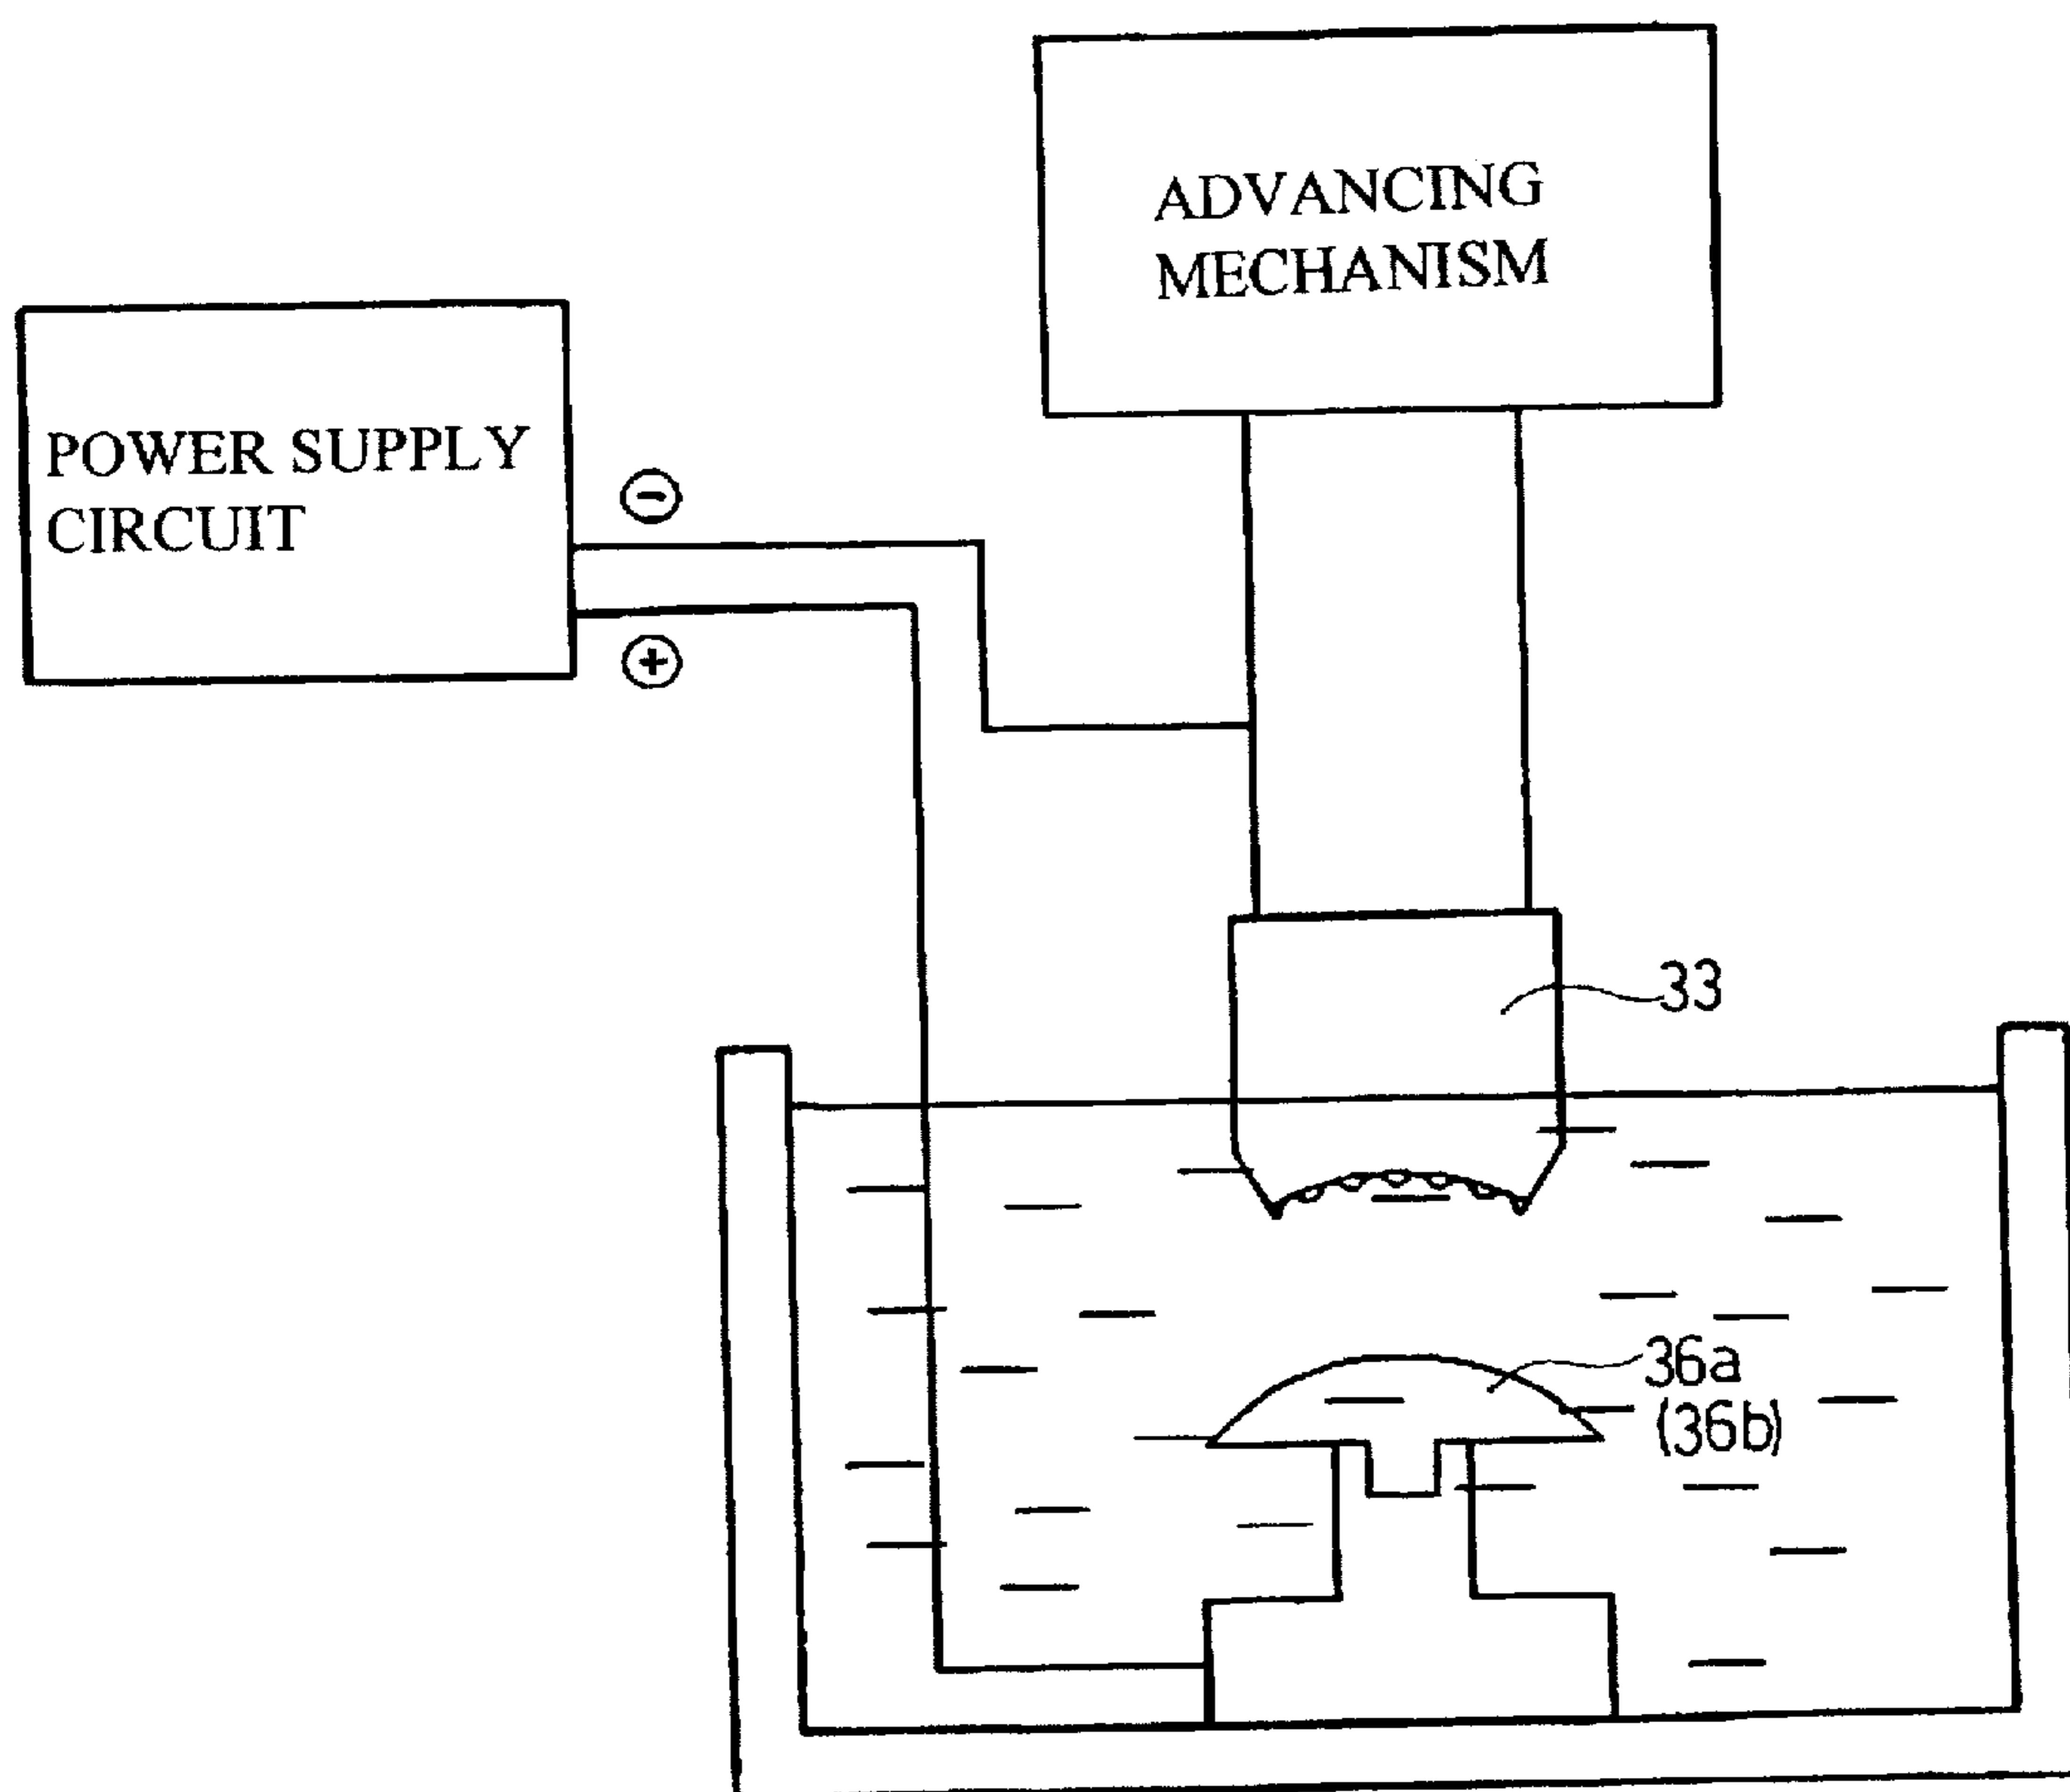 ADVANCING
MECHANISM
POWER SUPPLY
CIRCUIT
⊖
⊕
33
36a
(36b)